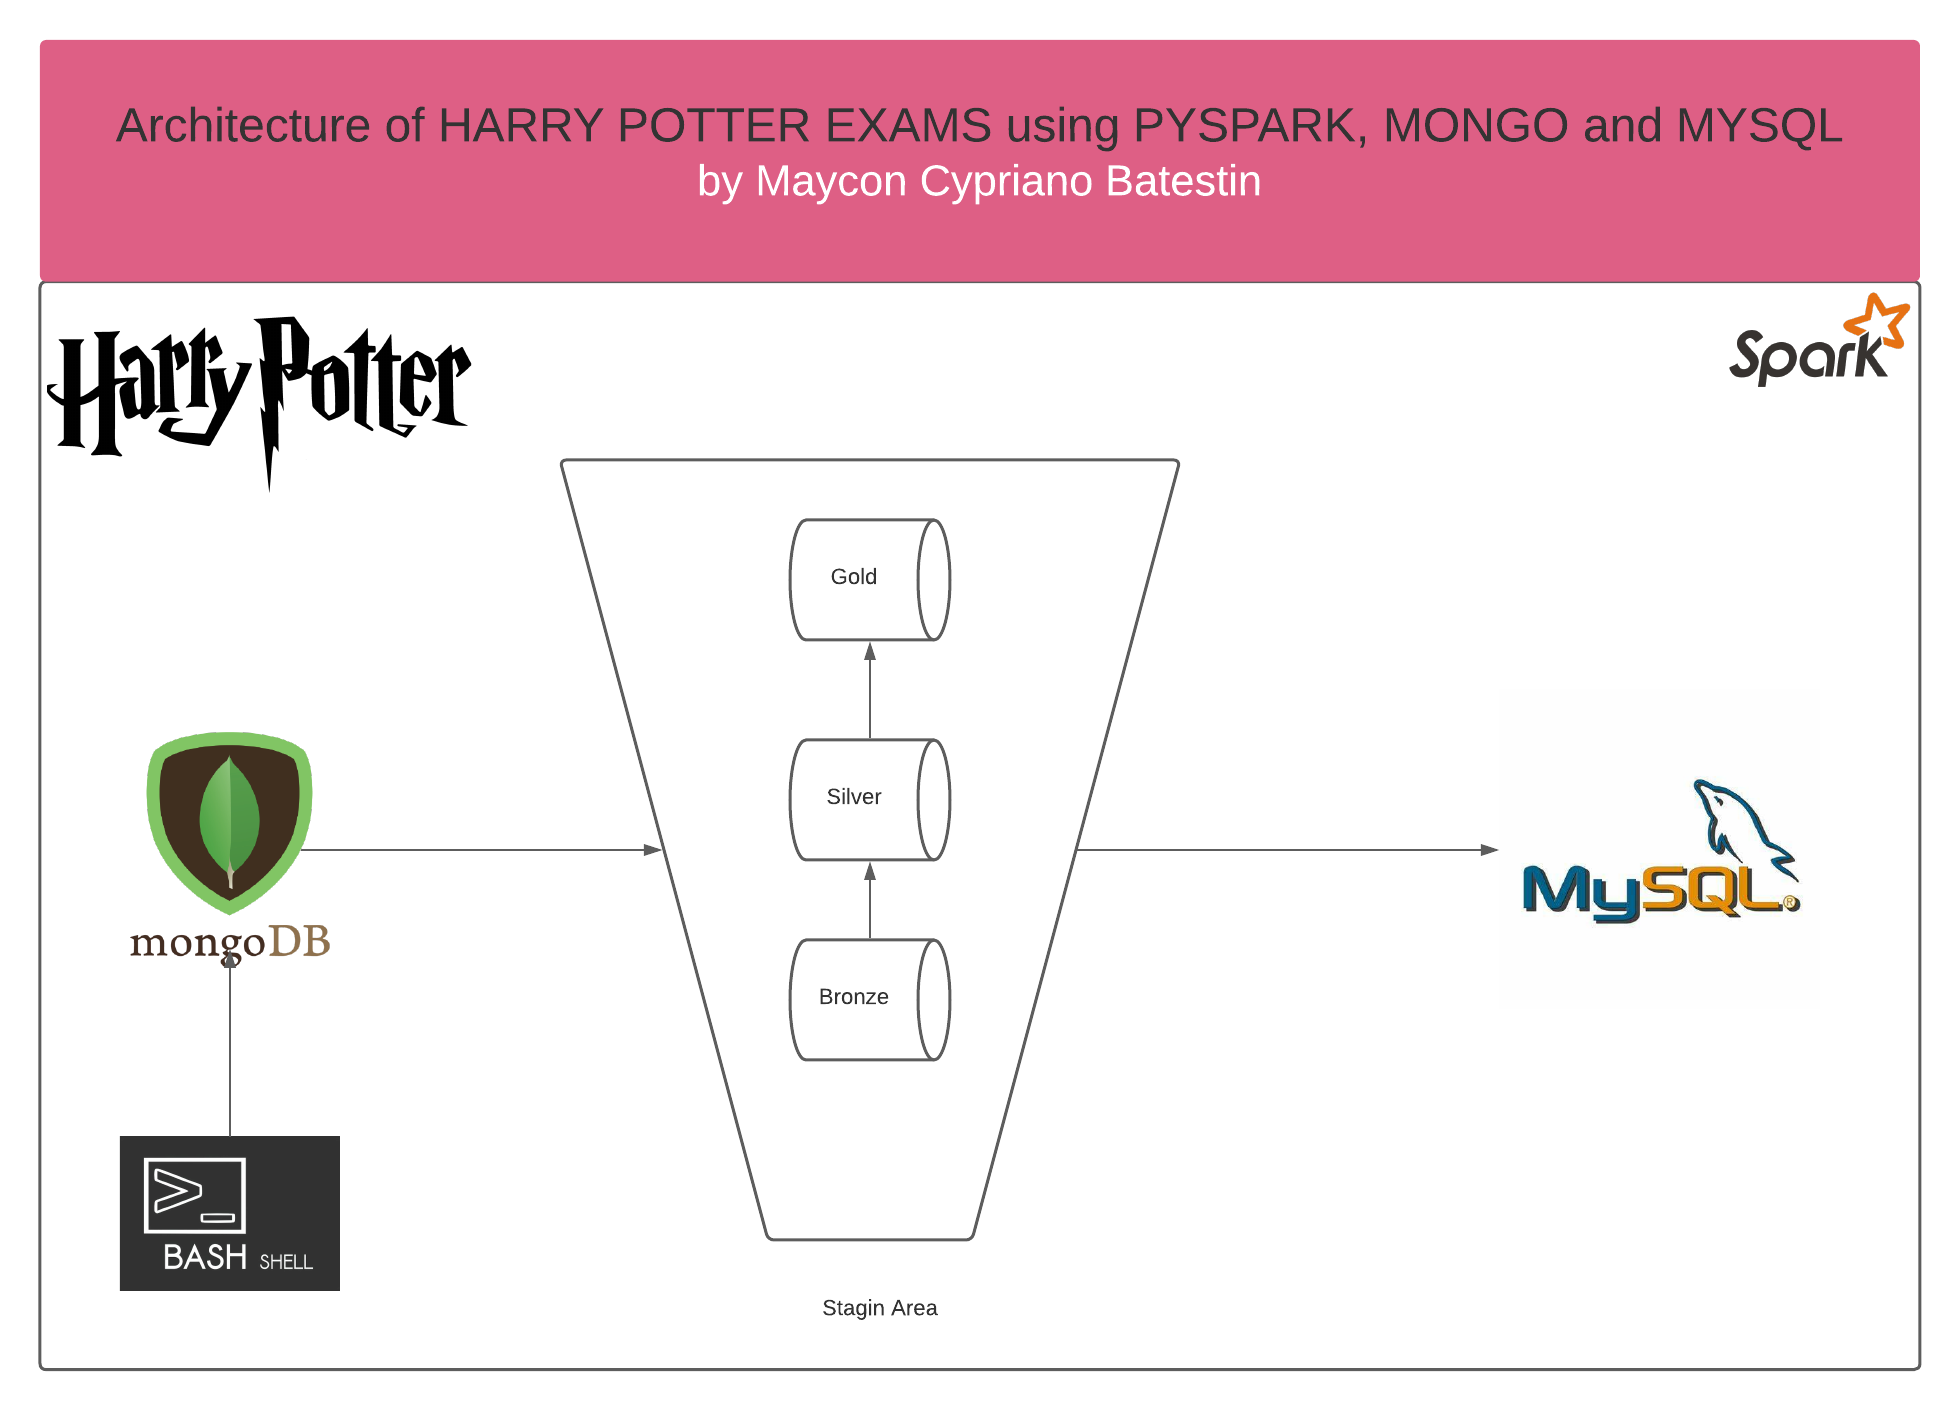 Architecture of HARRY POTTER EXAMS using PYSPARK, MONGO and MYSQL
by Maycon Cypriano Batestin
Harry Potter
Spark
Gold
Silver
mongoDB
MySQL®
Bronze
>_
BASH SHELL
Stagin Area